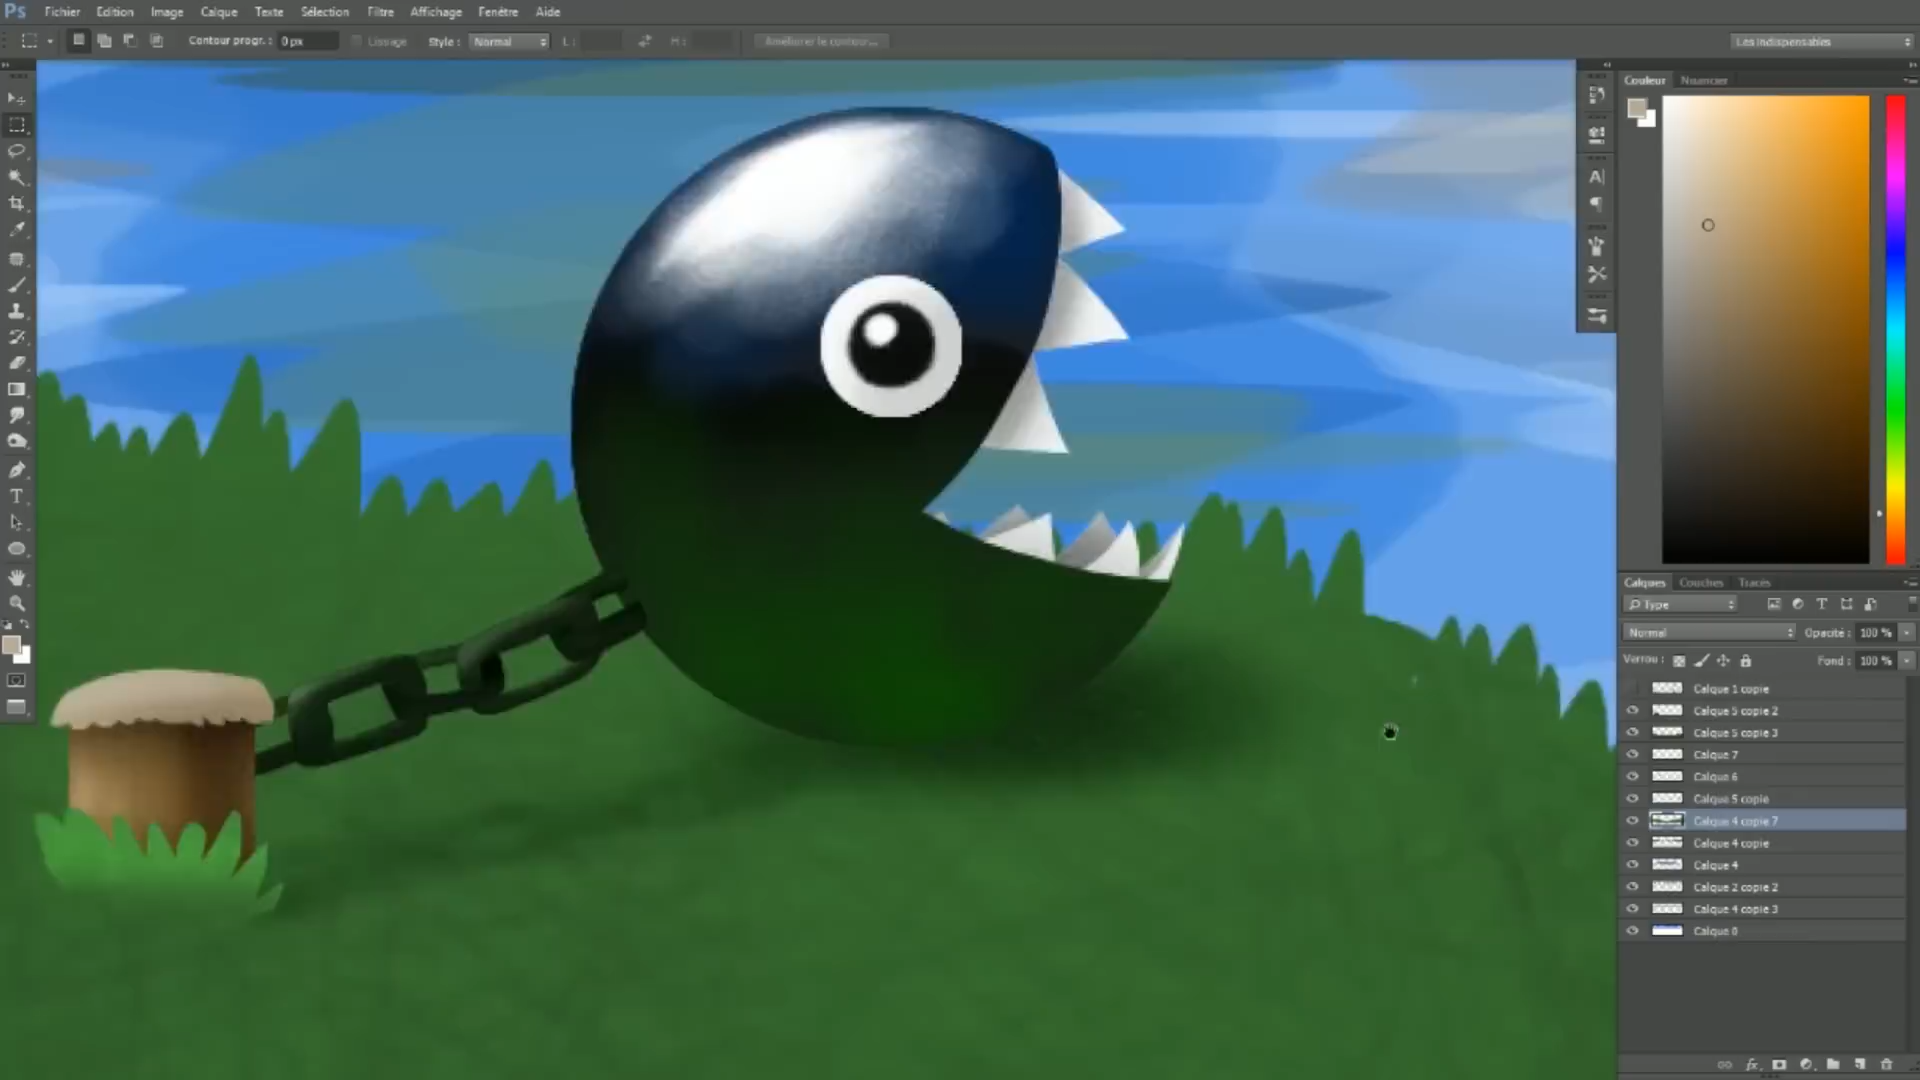 Ps Fichier Edition Image Calque Texte Sélection Filtre Affichage Fenêtre Aide
Contour progr. : 0 px Lissage Style : Normal L : H : Améliorer le contour... Les indispensables
Couleur Nuancier
Calques Couches Tracés
Type
Normal Opacité : 100 %
Verrou : Fond : 100 %
Calque 1 copie
Calque 5 copie 2
Calque 5 copie 3
Calque 7
Calque 6
Calque 5 copie
Calque 4 copie 7
Calque 4 copie
Calque 4
Calque 2 copie 2
Calque 4 copie 3
Calque 0